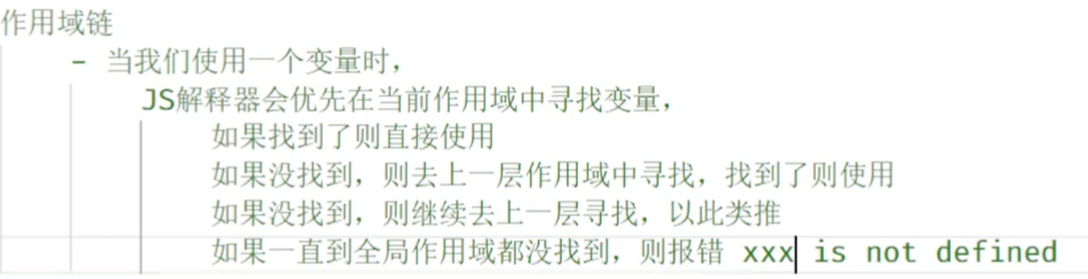 作用域链
- 当我们使用一个变量时，
JS解释器会优先在当前作用域中寻找变量，
如果找到了则直接使用
如果没找到，则去上一层作用域中寻找，找到了则使用
如果没找到，则继续去上一层寻找，以此类推
如果一直到全局作用域都没找到，则报错 xxx is not defined